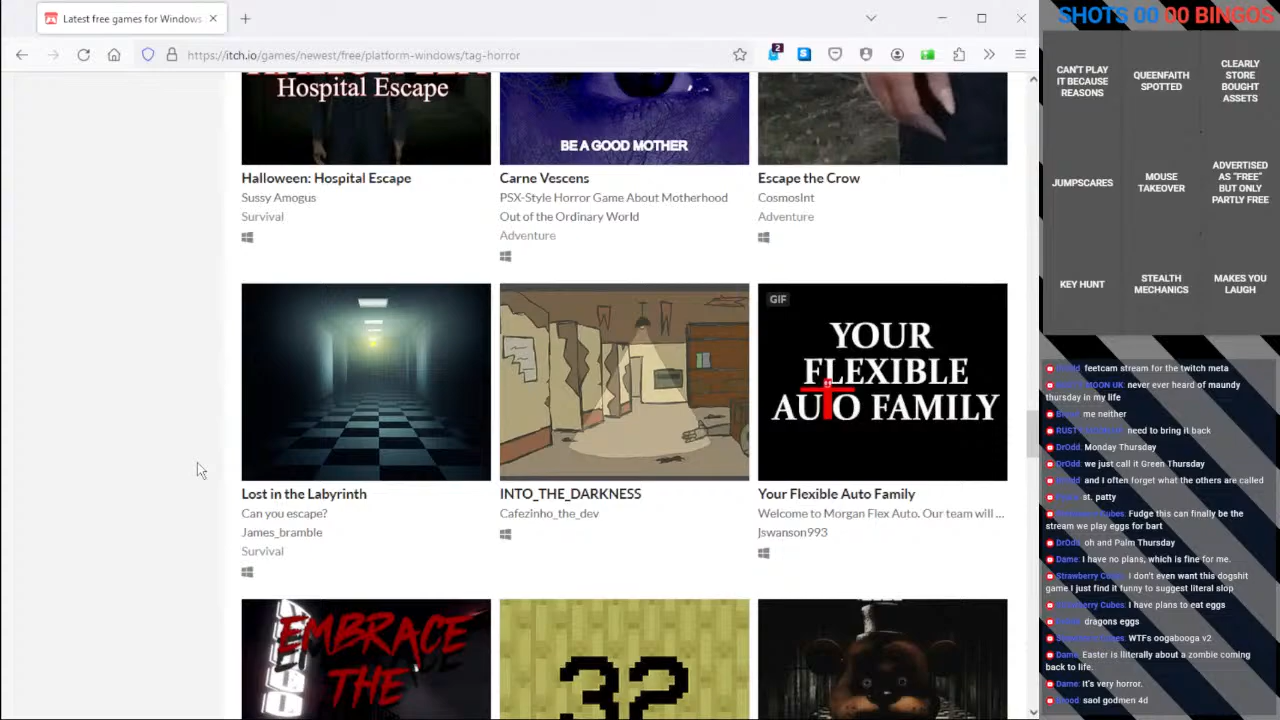 Latest free games for Windows
SHOTS 00 00 BINGOS
https://itch.io/games/newest/free/platform-windows/tag-horror
2
CAN'T PLAY
IT BECAUSE
REASONS
QUEENFAITH
SPOTTED
CLEARLY
STORE
BOUGHT
ASSETS
JUMPSCARES
MOUSE
TAKEOVER
ADVERTISED
AS "FREE"
BUT ONLY
PARTLY FREE
KEY HUNT
STEALTH
MECHANICS
MAKES YOU
LAUGH
Hospital Escape
BE A GOOD MOTHER
Halloween: Hospital Escape
Sussy Amogus
Survival
Carne Vescens
PSX-Style Horror Game About Motherhood
Out of the Ordinary World
Adventure
Escape the Crow
CosmosInt
Adventure
GIF
YOUR
FLEXIBLE
AUTO FAMILY
Lost in the Labyrinth
Can you escape?
James_bramble
Survival
INTO_THE_DARKNESS
Cafezinho_the_dev
Your Flexible Auto Family
Welcome to Morgan Flex Auto. Our team will ...
Jswanson993
EMBRACE
THE
32
feetcam stream for the twitch meta
MOON UK: never ever heard of maundy
thursday in my life
me neither
need to bring it back
DrOdd: Monday Thursday
DrOdd: we just call it Green Thursday
and I often forget what the others are called
st. patty
Strawberry Cubes: Fudge this can finally be the
stream we play eggs for bart
DrOdd: oh and Palm Thursday
Dame: I have no plans, which is fine for me.
Strawberry Cubes: I don't even want this dogshit
game I just find it funny to suggest literal slop
Strawberry Cubes: I have plans to eat eggs
dragons eggs
WTFs oogabooga v2
Dame: Easter is lliterally about a zombie coming
back to life.
Dame: It's very horror.
saol godmen 4d